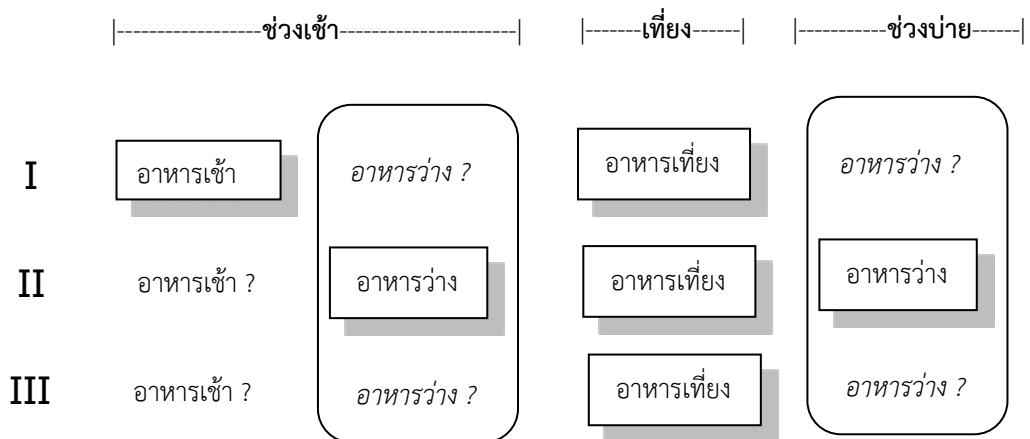 |-----------------ช่วงเช้า---------------------| |-------เที่ยง------| |-----------ช่วงบ่าย------|
I อาหารเช้า อาหารว่าง ? อาหารเที่ยง อาหารว่าง ?
II อาหารเช้า ? อาหารว่าง อาหารเที่ยง อาหารว่าง
III อาหารเช้า ? อาหารว่าง ? อาหารเที่ยง อาหารว่าง ?